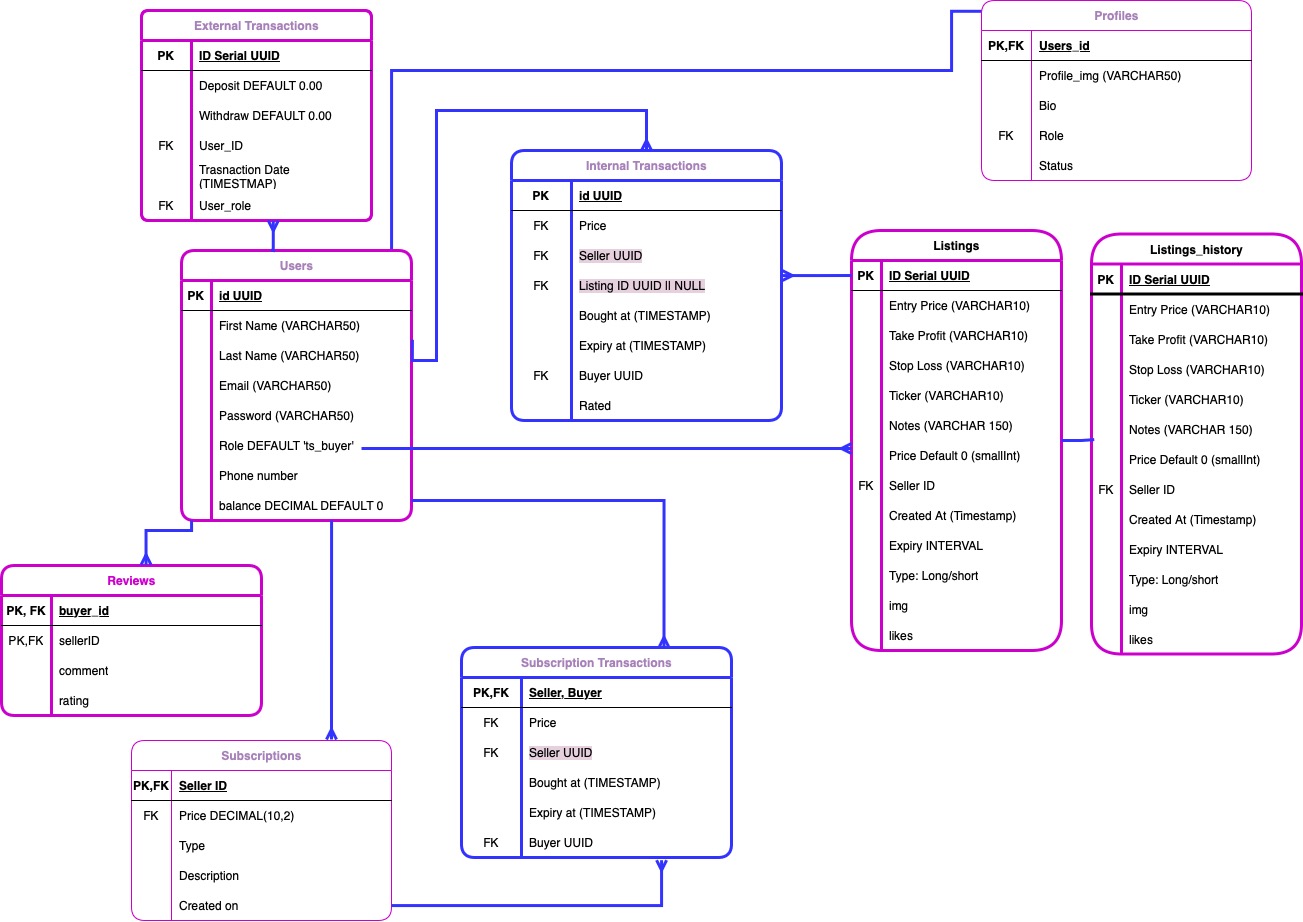 External Transactions
PK ID Serial UUID
Deposit DEFAULT 0.00
Withdraw DEFAULT 0.00
FK User_ID
Trasnaction Date
(TIMESTMAP)
FK User_role
Profiles
PK,FK Users_id
Profile_img (VARCHAR50)
Bio
FK Role
Status
Internal Transactions
PK id UUID
FK Price
FK Seller UUID
FK Listing ID UUID II NULL
Bought at (TIMESTAMP)
Expiry at (TIMESTAMP)
FK Buyer UUID
Rated
Listings
PK ID Serial UUID
Entry Price (VARCHAR10)
Take Profit (VARCHAR10)
Stop Loss (VARCHAR10)
Ticker (VARCHAR10)
Notes (VARCHAR 150)
Price Default 0 (smallInt)
FK Seller ID
Created At (Timestamp)
Expiry INTERVAL
Type: Long/short
img
likes
Listings_history
PK ID Serial UUID
Entry Price (VARCHAR10)
Take Profit (VARCHAR10)
Stop Loss (VARCHAR10)
Ticker (VARCHAR10)
Notes (VARCHAR 150)
Price Default 0 (smallInt)
FK Seller ID
Created At (Timestamp)
Expiry INTERVAL
Type: Long/short
img
likes
Users
PK id UUID
First Name (VARCHAR50)
Last Name (VARCHAR50)
Email (VARCHAR50)
Password (VARCHAR50)
Role DEFAULT 'ts_buyer'
Phone number
balance DECIMAL DEFAULT 0
Reviews
PK, FK buyer_id
PK,FK sellerID
comment
rating
Subscription Transactions
PK,FK Seller, Buyer
FK Price
FK Seller UUID
Bought at (TIMESTAMP)
Expiry at (TIMESTAMP)
FK Buyer UUID
Subscriptions
PK,FK Seller ID
FK Price DECIMAL(10,2)
Type
Description
Created on